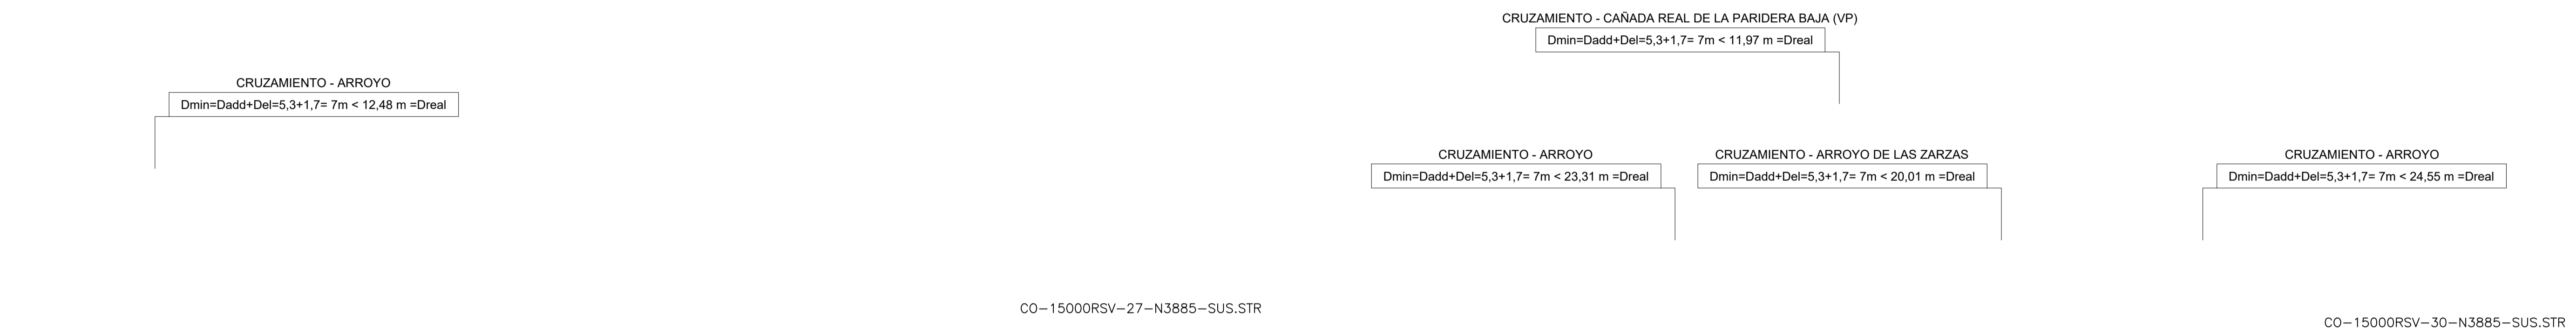 CRUZAMIENTO - CAÑADA REAL DE LA PARIDERA BAJA (VP)
Dmin=Dadd+Del=5,3+1,7= 7m < 11,97 m =Dreal
CRUZAMIENTO - ARROYO
Dmin=Dadd+Del=5,3+1,7= 7m < 12,48 m =Dreal
CRUZAMIENTO - ARROYO
Dmin=Dadd+Del=5,3+1,7= 7m < 23,31 m =Dreal
CRUZAMIENTO - ARROYO DE LAS ZARZAS
Dmin=Dadd+Del=5,3+1,7= 7m < 20,01 m =Dreal
CRUZAMIENTO - ARROYO
Dmin=Dadd+Del=5,3+1,7= 7m < 24,55 m =Dreal
CO-15000RSV-27-N3885-SUS.STR
CO-15000RSV-30-N3885-SUS.STR